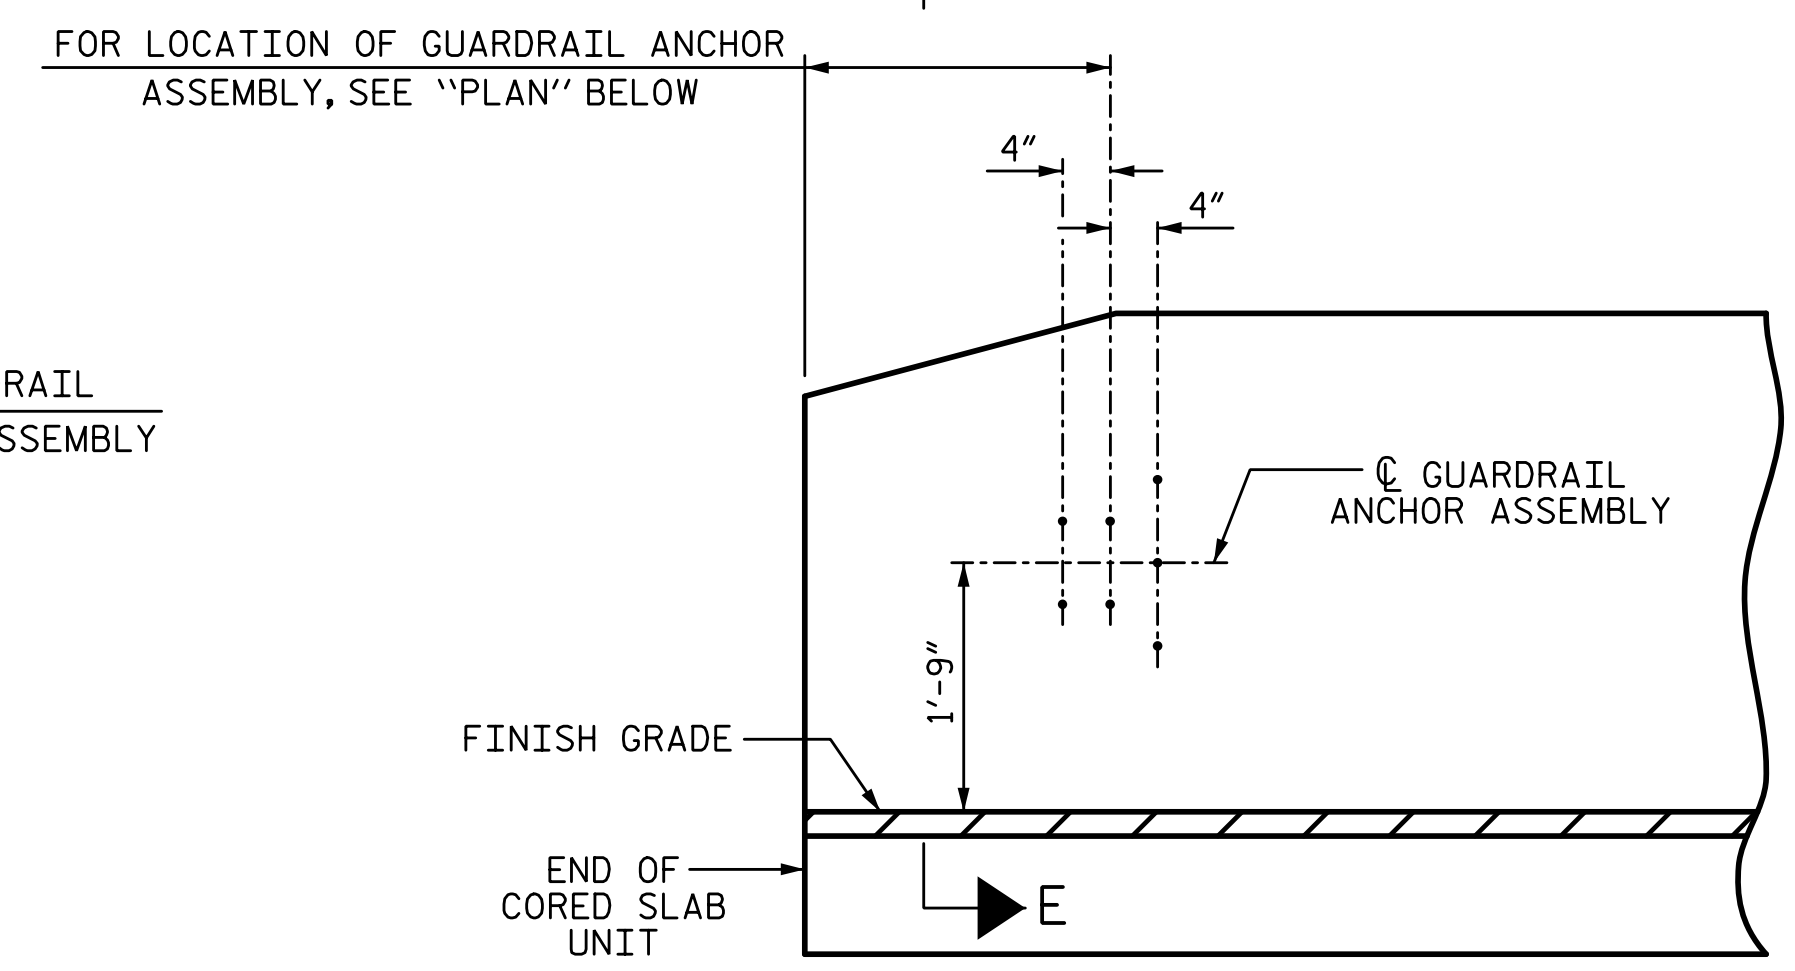 FOR LOCATION OF GUARDRAIL ANCHOR
ASSEMBLY, SEE "PLAN" BELOW
4"
4"
RAIL
SSEMBLY
℄ GUARDRAIL
ANCHOR ASSEMBLY
1'-9"
FINISH GRADE
END OF
CORED SLAB
UNIT
E